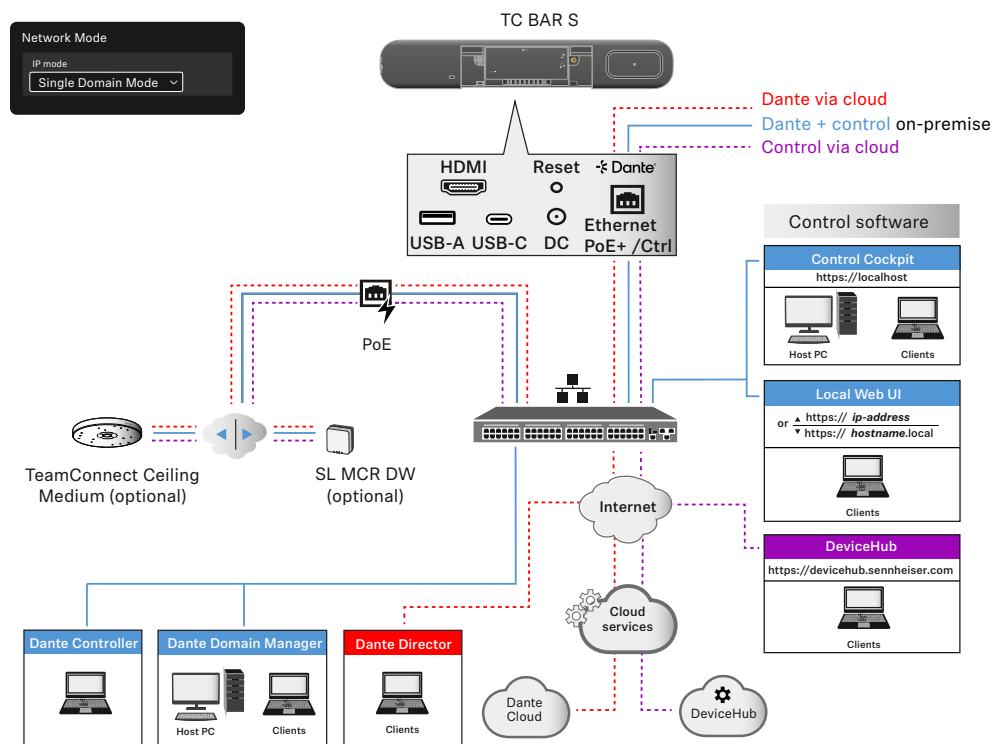 TC BAR S
Network Mode
IP mode
Single Domain Mode
Dante via cloud
Dante + control on-premise
Control via cloud
HDMI
Reset
Dante®
USB-A
USB-C
DC
Ethernet
PoE+ /Ctrl
Control software
Control Cockpit
https://localhost
Host PC
Clients
PoE
Local Web UI
or
https:// ip-address
https:// hostname.local
Clients
TeamConnect Ceiling
Medium (optional)
SL MCR DW
(optional)
Internet
DeviceHub
https://devicehub.sennheiser.com
Clients
Cloud
services
Dante Controller
Dante Domain Manager
Host PC
Clients
Dante Director
Clients
Dante
Cloud
DeviceHub